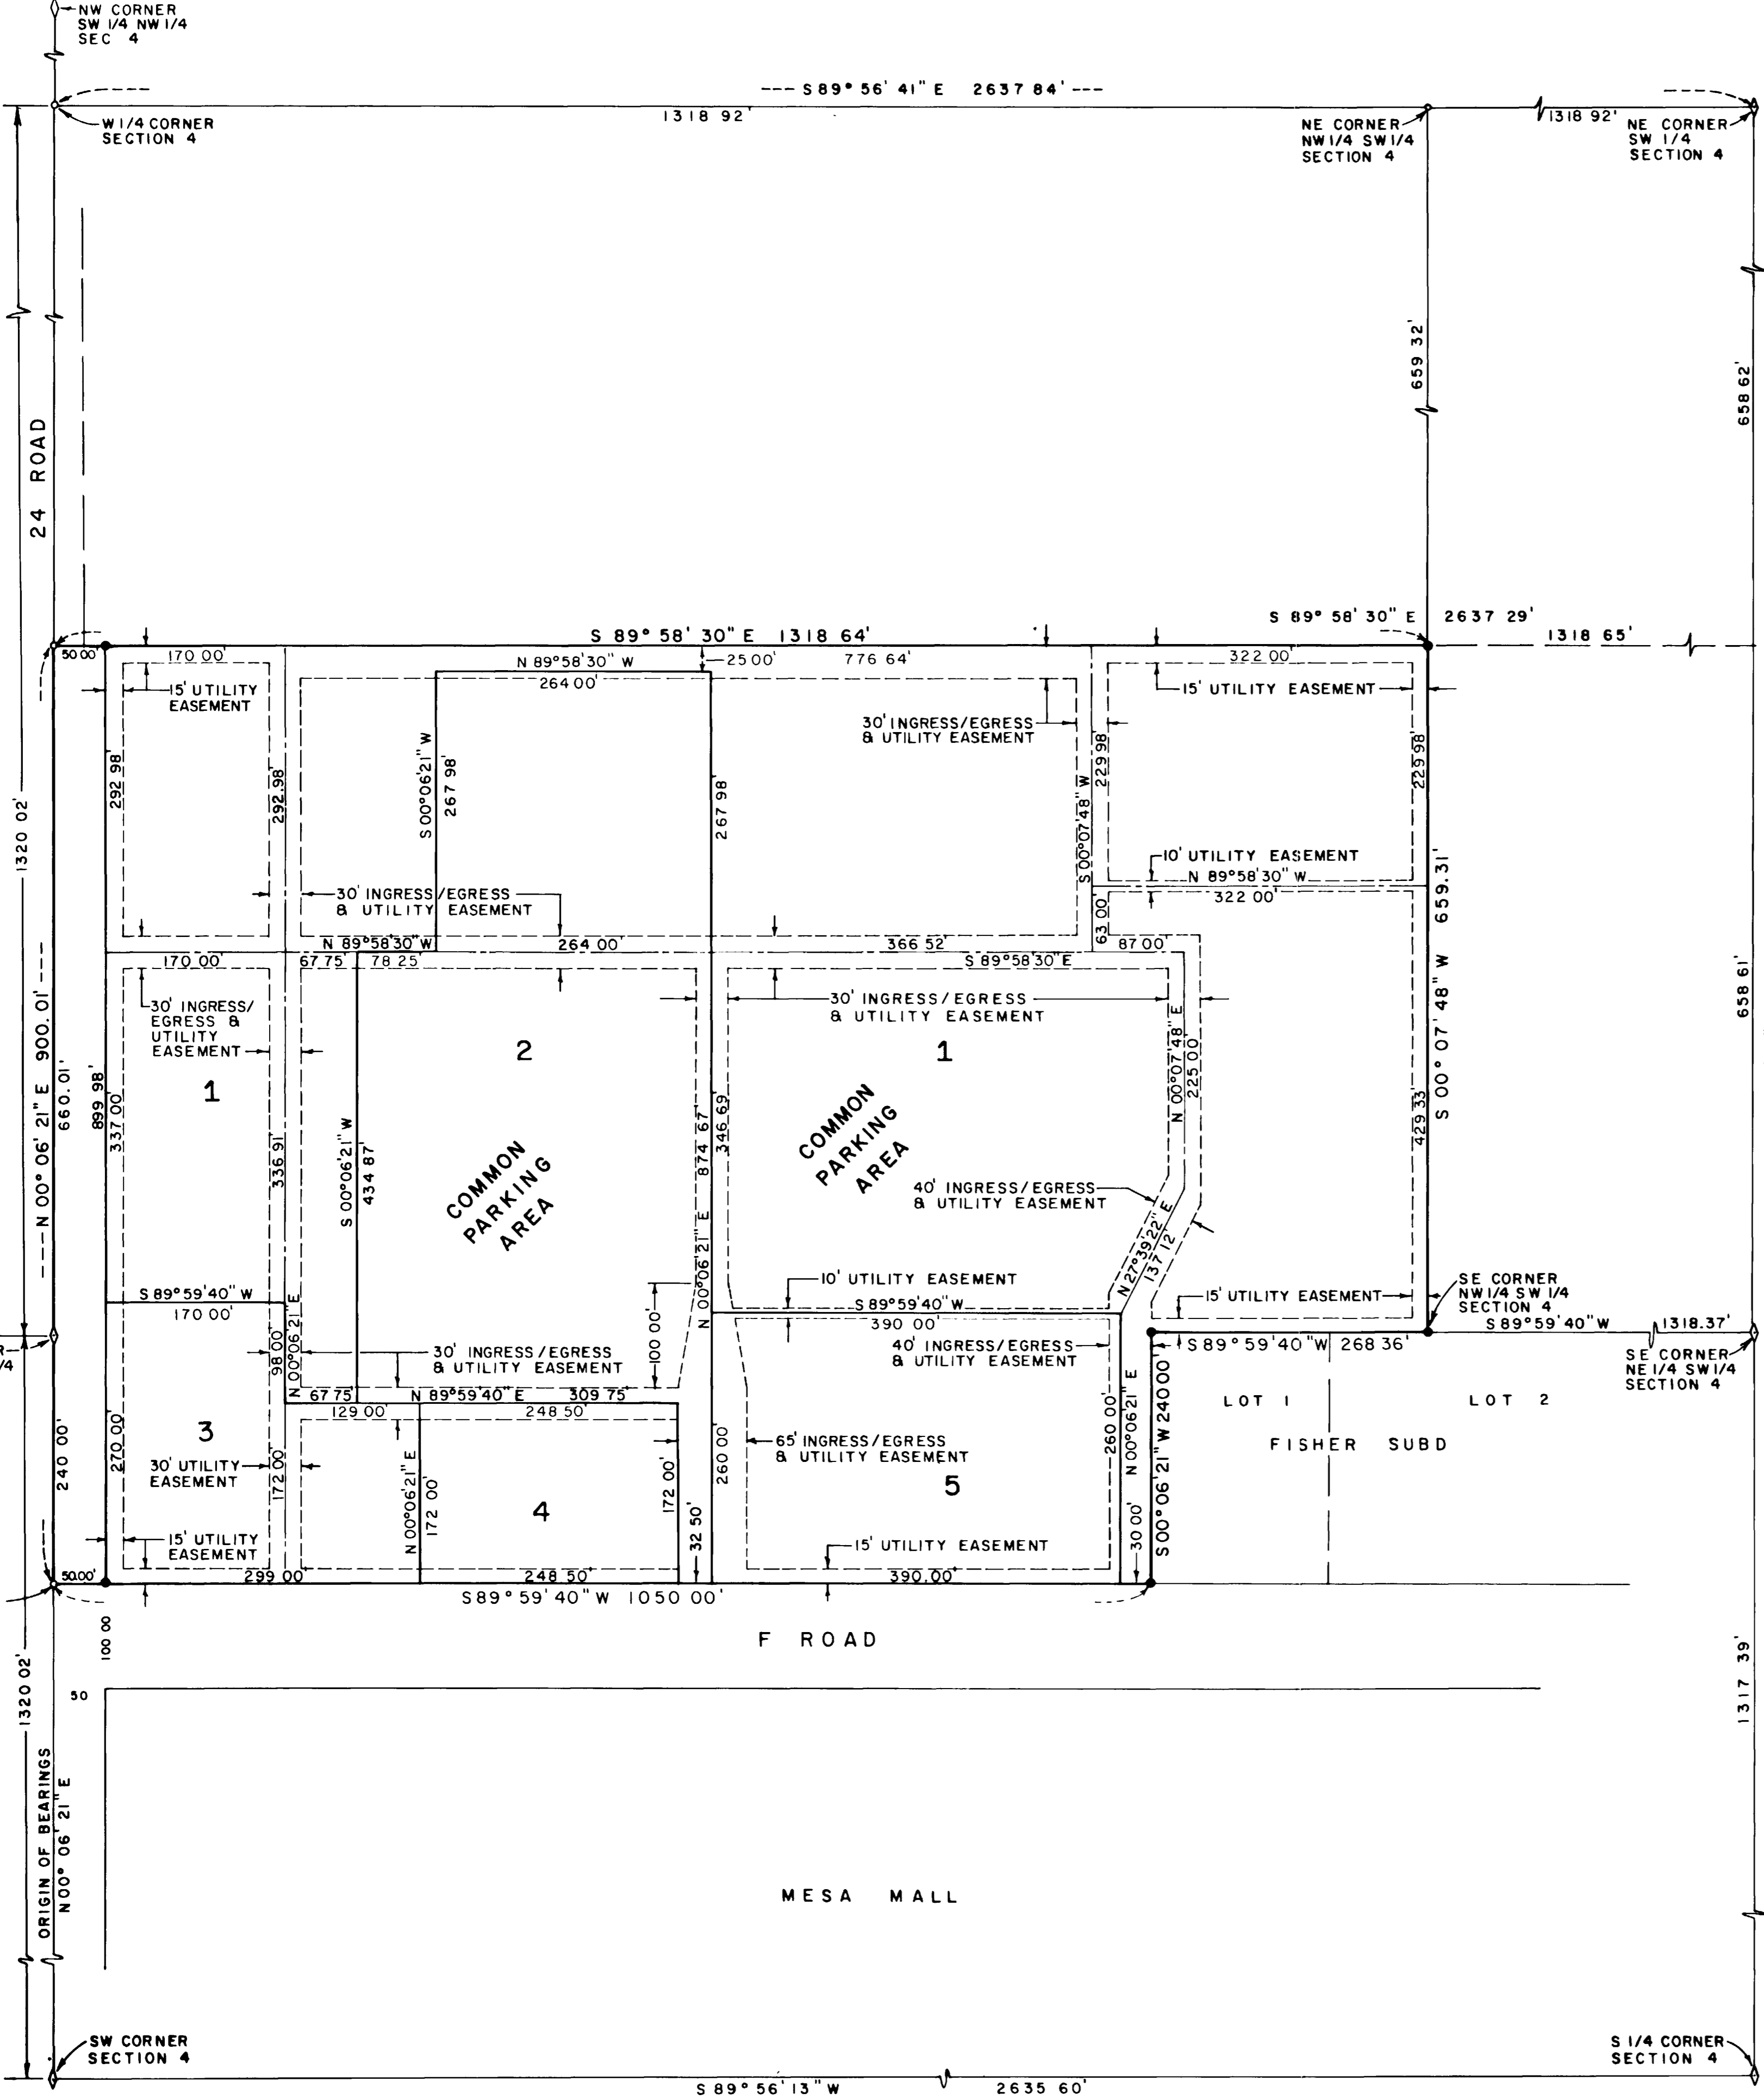 NW CORNER
SW 1/4 NW 1/4
SEC 4
--- S 89° 56' 41" E 2637 84' ---
1318 92'
W 1/4 CORNER
SECTION 4
NE CORNER
NW 1/4 SW 1/4
SECTION 4
1318 92'
NE CORNER
SW 1/4
SECTION 4
659 32'
658 62'
24 ROAD
1320 02'
S 89° 58' 30" E 2637 29'
S 89° 58' 30" E 1318 64'
1318 65'
50 00'
170 00'
N 89°58'30" W
25 00'
776 64'
322 00'
264 00'
15' UTILITY
EASEMENT
15' UTILITY EASEMENT
30' INGRESS/EGRESS
& UTILITY EASEMENT
292 98'
292.98'
S 00°06'21" W
267 98'
267 98'
S 00°07'48" W
229 98'
229 98'
10' UTILITY EASEMENT
N 89°58'30" W
322 00'
30' INGRESS/EGRESS
& UTILITY EASEMENT
63 00'
S 00° 07' 48" W 659.31'
N 89°58'30" W
264 00'
366 52'
87 00'
170 00'
67 75'
78 25'
S 89°58'30" E
30' INGRESS/
EGRESS &
UTILITY
EASEMENT
30' INGRESS/EGRESS
& UTILITY EASEMENT
--- N 00° 06' 21" E 900.01' ---
660.01'
899 98'
337 00'
1
336 91'
S 00°06'21" W
434 87'
2
COMMON
PARKING
AREA
N 00°06'21" E 874 67'
346 69'
1
COMMON
PARKING
AREA
N 00°07'48" E
225 00'
429 33'
658 61'
40' INGRESS/EGRESS
& UTILITY EASEMENT
N 27°39'22" E
137 12'
10' UTILITY EASEMENT
S 89°59'40" W
390 00'
15' UTILITY EASEMENT
SE CORNER
NW 1/4 SW 1/4
SECTION 4
S 89°59'40" W
1318.37'
S 89°59'40" W
170 00'
98 00'
N 00°06'21" E
30' INGRESS/EGRESS
& UTILITY EASEMENT
100 00'
40' INGRESS/EGRESS
& UTILITY EASEMENT
S 89°59'40" W 268 36'
SE CORNER
NE 1/4 SW 1/4
SECTION 4
67 75'
N 89°59'40" E
309 75'
129 00'
248 50'
LOT 1
LOT 2
FISHER SUBD
240 00'
270 00'
3
30' UTILITY
EASEMENT
172 00'
N 00°06'21" E
172 00'
4
172 00'
260 00'
32 50'
65' INGRESS/EGRESS
& UTILITY EASEMENT
5
260 00'
N 00°06'21" E
30 00'
S 00°06'21" W 240 00'
15' UTILITY
EASEMENT
15' UTILITY EASEMENT
50.00'
299 00'
248 50'
390.00'
S 89° 59' 40" W 1050 00'
100 00
F ROAD
50
1320 02'
ORIGIN OF BEARINGS
N 00° 06' 21" E
1317 39'
MESA MALL
SW CORNER
SECTION 4
S 1/4 CORNER
SECTION 4
S 89° 56' 13" W 2635 60'